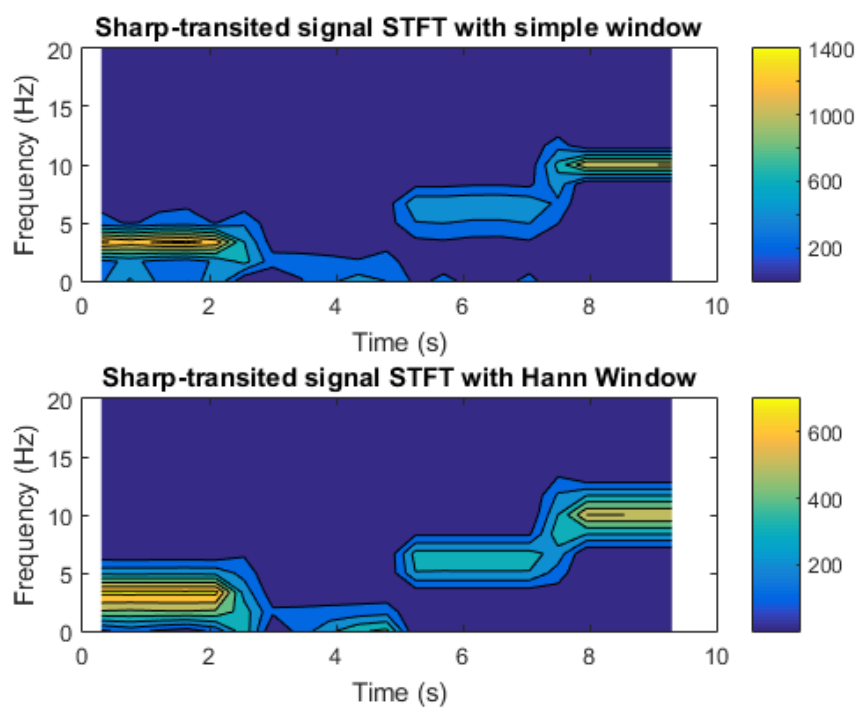 Sharp-transited signal STFT with simple window
20
15
10
5
0
Frequency (Hz)
0 2 4 6 8 10
Time (s)
1400
1000
600
200
Sharp-transited signal STFT with Hann Window
20
15
10
5
0
Frequency (Hz)
0 2 4 6 8 10
Time (s)
600
400
200